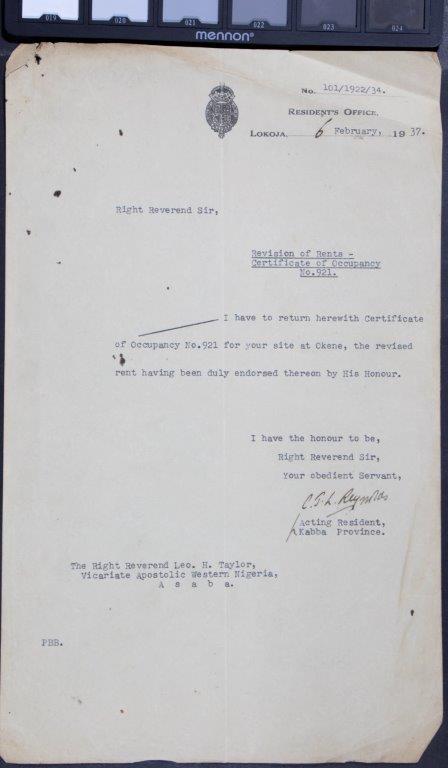 019 020 021 022 023 024
mennon
No. 101/1922/34.
RESIDENT'S OFFICE,
LOKOJA, 6 February, 1937.
Right Reverend Sir,
Revision of Rents -
Certificate of Occupancy
No.921.
I have to return herewith Certificate
of Occupancy No.921 for your site at Okene, the revised
rent having been duly endorsed thereon by His Honour.
I have the honour to be,
Right Reverend Sir,
Your obedient Servant,
Acting Resident,
Kabba Province.
The Right Reverend Leo. H. Taylor,
Vicariate Apostolic Western Nigeria,
A s a b a.
PBB.